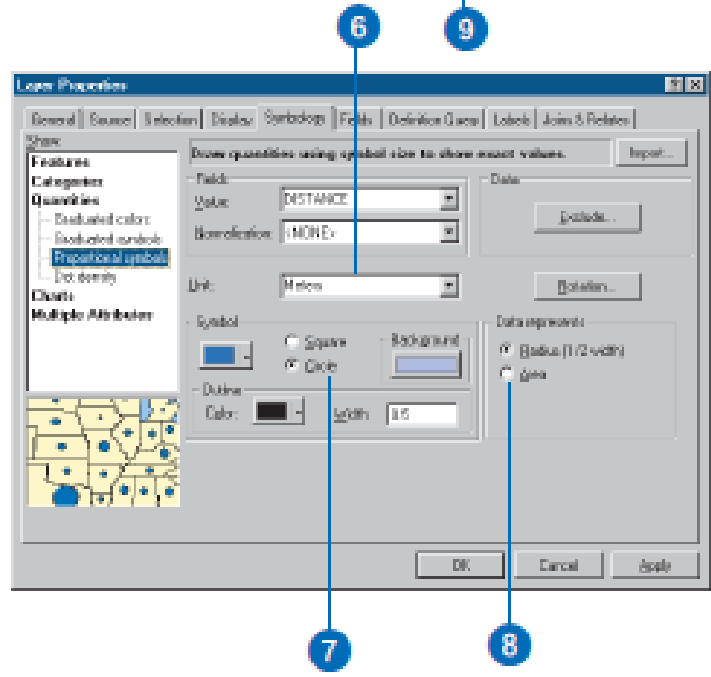 6 9
Layer Properties
General Source Selection Display Symbology Fields Definition Query Labels Joins & Relates
Show:
Features
Categories
Quantities
Graduated colors
Graduated symbols
Proportional symbols
Dot density
Charts
Multiple Attributes
Draw quantities using symbol size to show exact values.
Import...
Fields
Value: DISTANCE
Normalization: <NONE>
Data
Exclude...
Unit: Meters
Rotation...
Symbol
Square
Circle
Background
Outline
Color:
Width:
Data represents
Radius (1/2 width)
Area
OK Cancel Apply
7 8